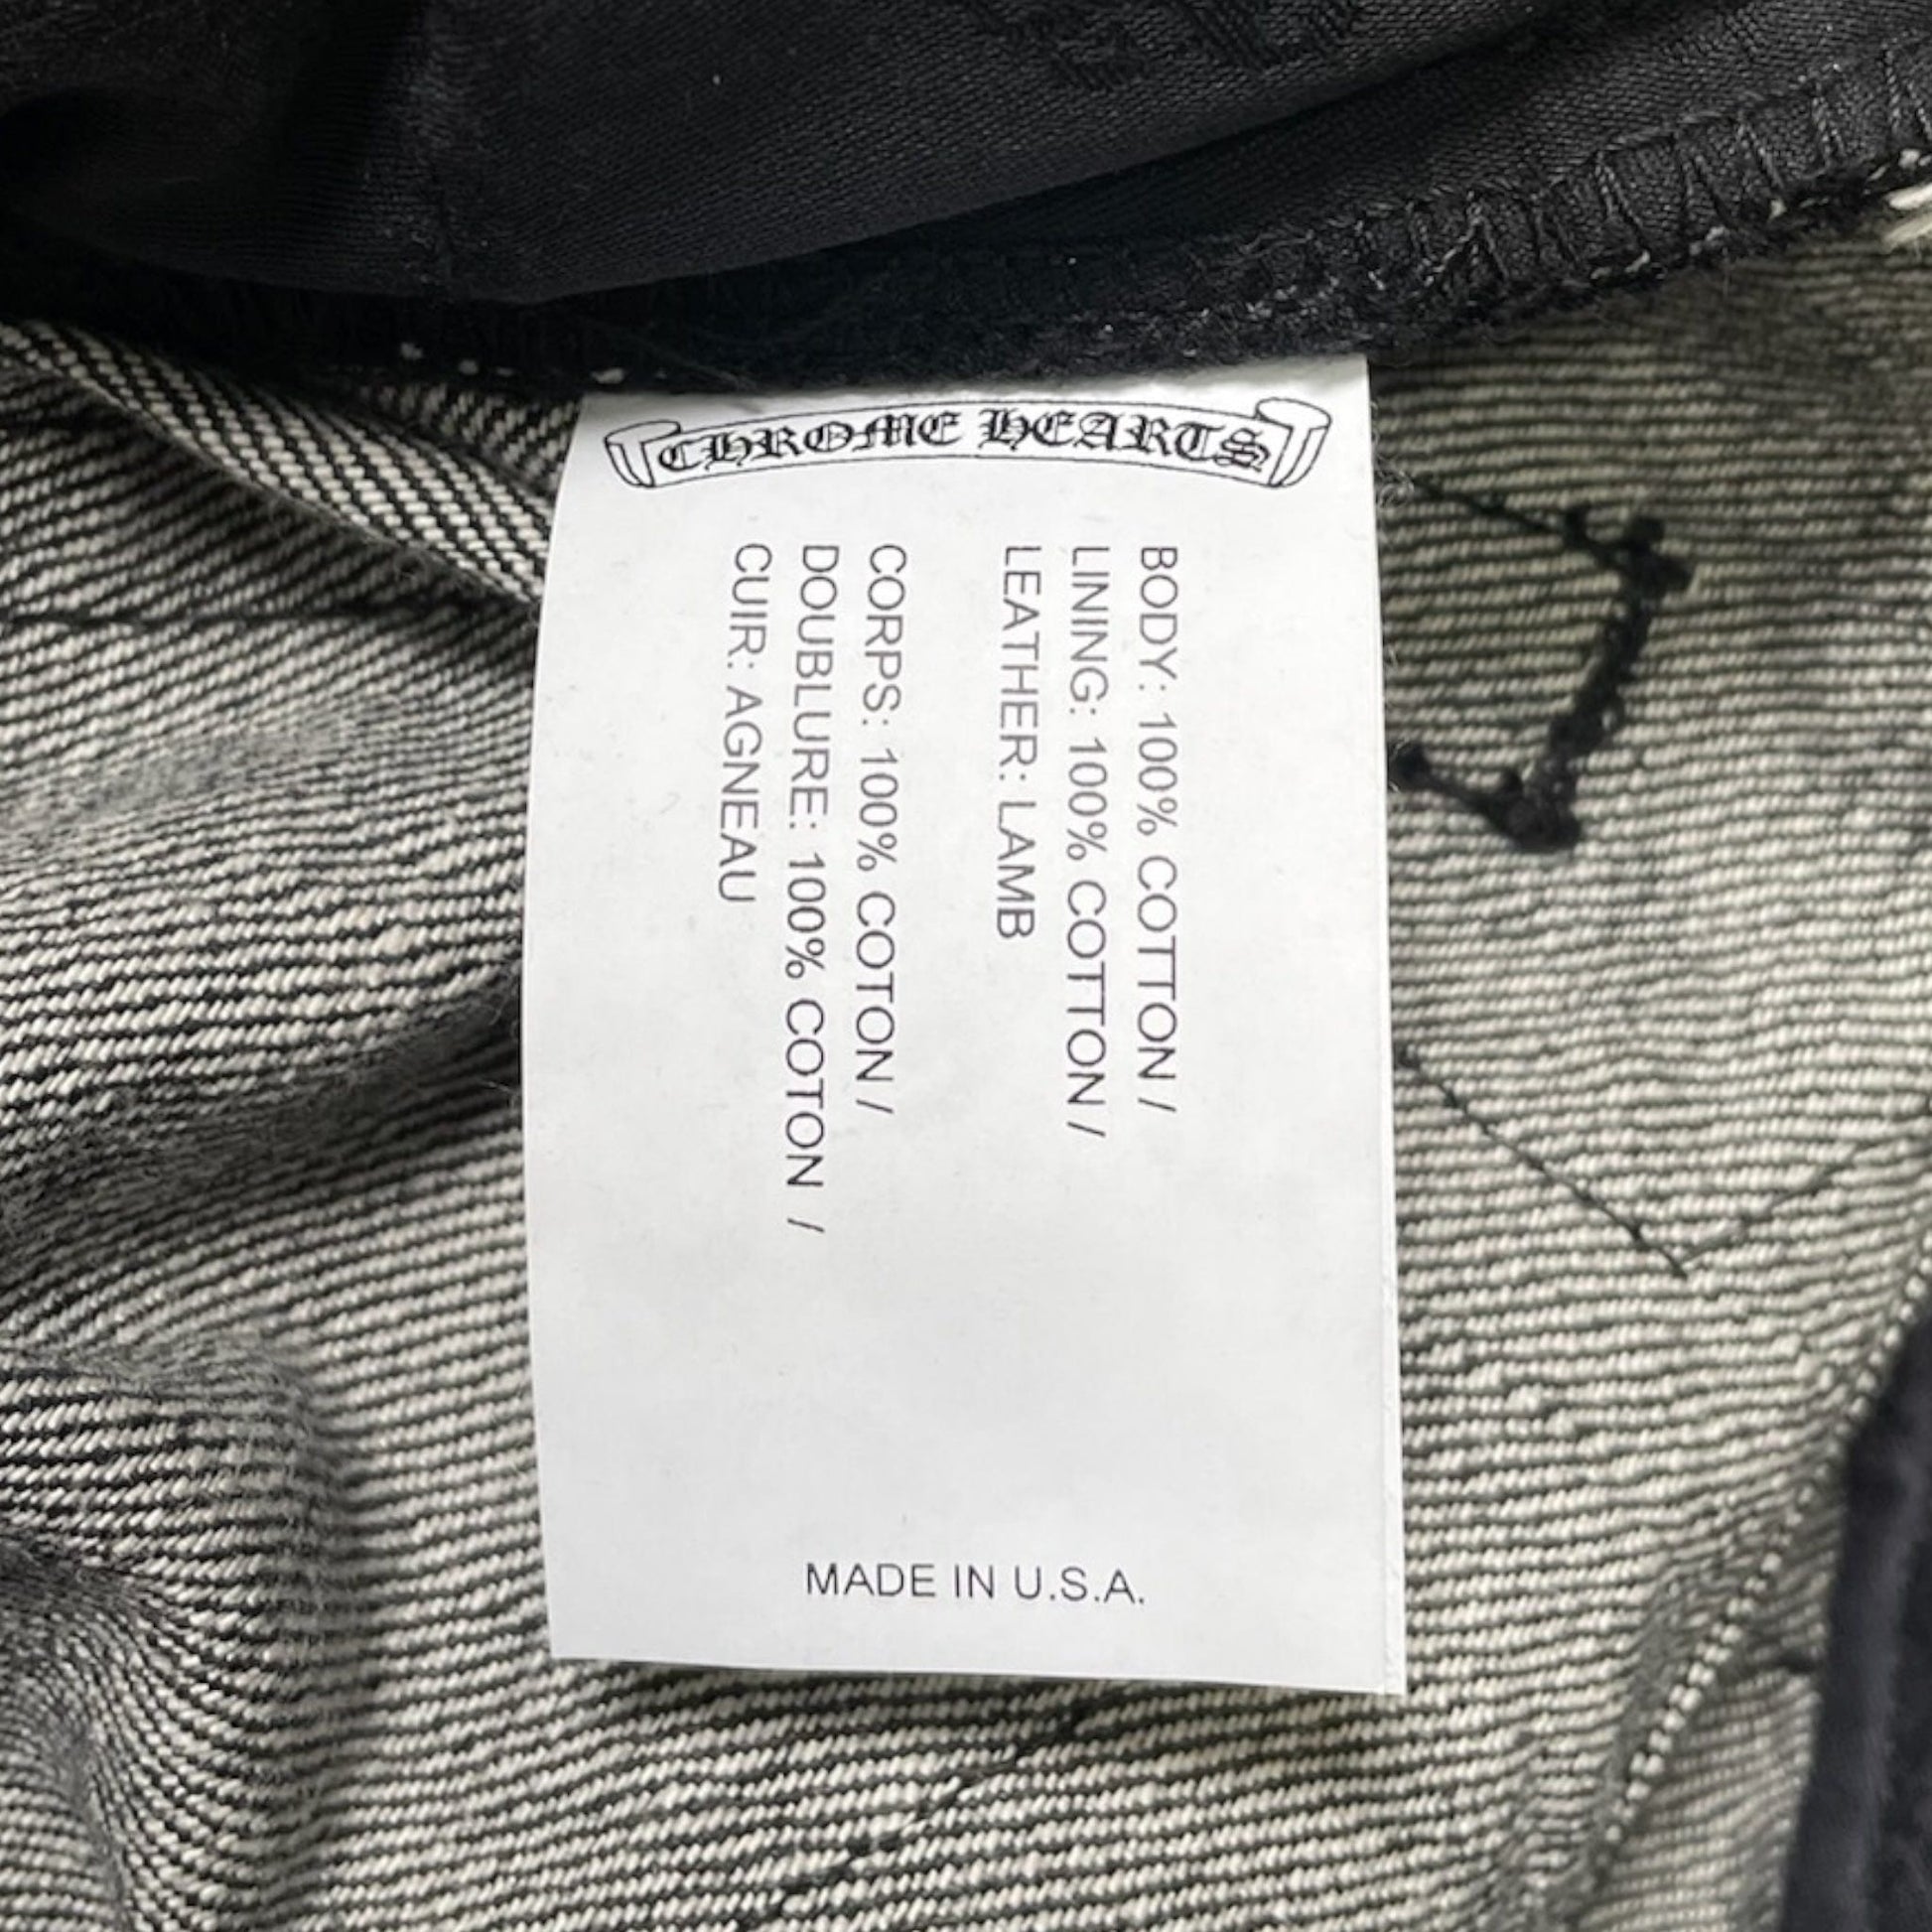 CHROME HEARTS
BODY: 100% COTTON /
LINING: 100% COTTON /
LEATHER: LAMB
CORPS: 100% COTON /
DOUBLURE: 100% COTON /
CUIR: AGNEAU
MADE IN U.S.A.